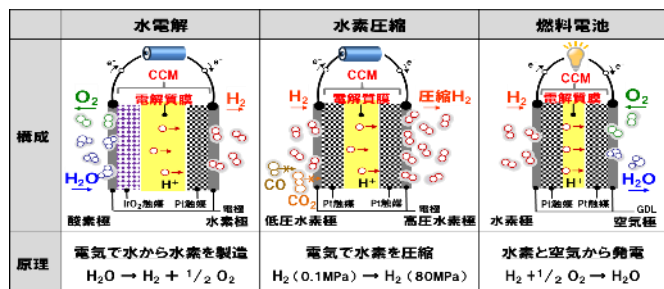 水電解
水素圧縮
燃料電池
構成
e⁻
e⁻
CCM
電解質膜
O₂
H₂
H₂O
H⁺
IrO₂触媒
Pt触媒
電極
酸素極
水素極
e⁻
e
CCM
電解質膜
H₂
圧縮H₂
CO
CO₂
H⁺
Pt触媒
Pt触媒
電極
低圧水素極
高圧水素極
e
e
CCM
電解質膜
H₂
O₂
H₂O
H⁺
Pt触媒
Pt触媒
GDL
水素極
空気極
原理
電気で水から水素を製造
H₂O → H₂ + ¹/₂ O₂
電気で水素を圧縮
H₂(0.1MPa) → H₂(80MPa)
水素と空気から発電
H₂ +¹/₂ O₂ → H₂O